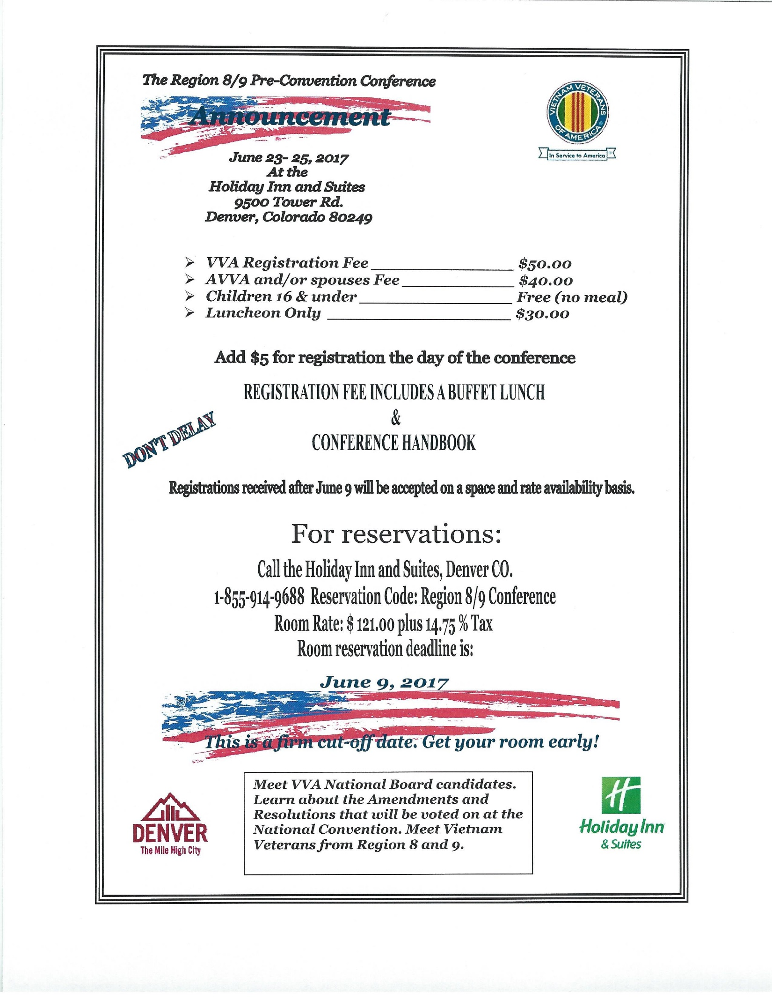 The Region 8/9 Pre-Convention Conference
Announcement
VIETNAM VETERANS OF AMERICA ®
In Service to America ®
June 23- 25, 2017
At the
Holiday Inn and Suites
9500 Tower Rd.
Denver, Colorado 80249
➢ VVA Registration Fee____________________ $50.00
➢ AVVA and/or spouses Fee________________ $40.00
➢ Children 16 & under______________________ Free (no meal)
➢ Luncheon Only __________________________ $30.00
Add $5 for registration the day of the conference
REGISTRATION FEE INCLUDES A BUFFET LUNCH
&
CONFERENCE HANDBOOK
DON'T DELAY
Registrations received after June 9 will be accepted on a space and rate availability basis.
For reservations:
Call the Holiday Inn and Suites, Denver CO.
1-855-914-9688 Reservation Code: Region 8/9 Conference
Room Rate: $ 121.00 plus 14.75 % Tax
Room reservation deadline is:
June 9, 2017
This is a firm cut-off date. Get your room early!
Meet VVA National Board candidates.
Learn about the Amendments and
Resolutions that will be voted on at the
National Convention. Meet Vietnam
Veterans from Region 8 and 9.
DENVER
The Mile High City
H
Holiday Inn
& Suites